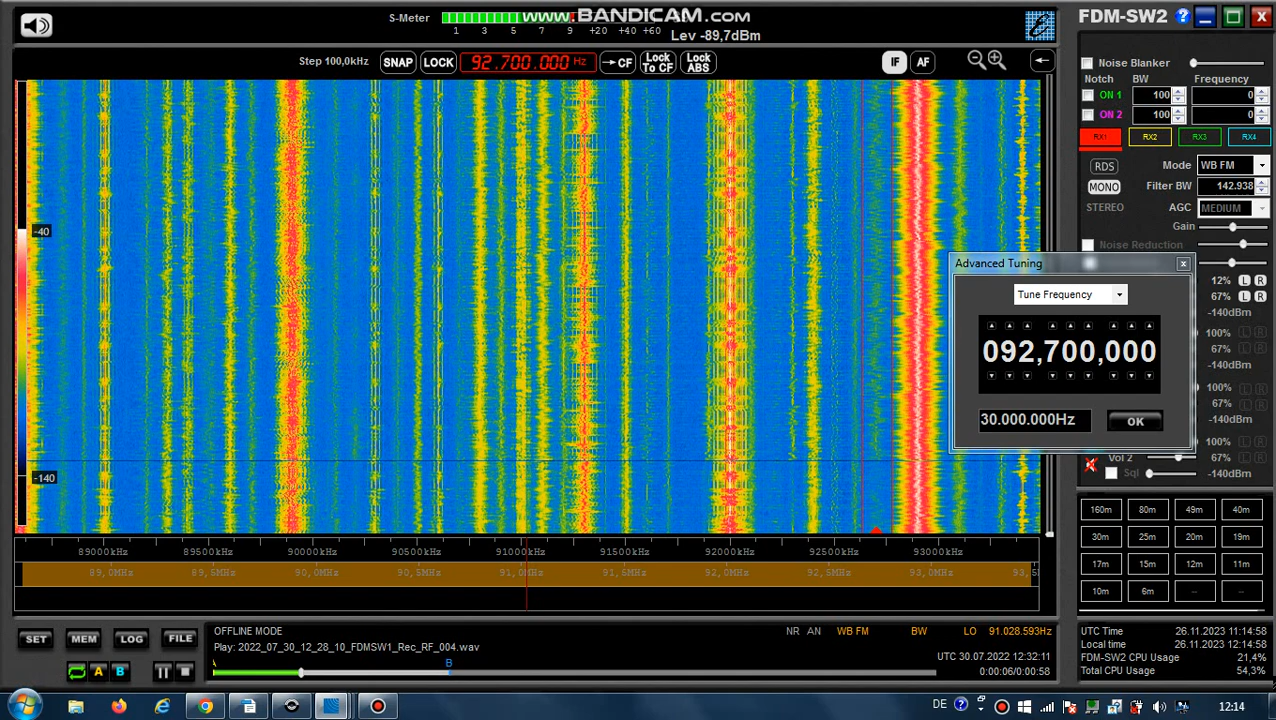 S-Meter
www.BANDICAM.com
1 3 5 7 9 +20 +40 +60
Lev -89,7dBm
FDM-SW2
Step 100,0kHz
SNAP
LOCK
92.700.000 Hz
→CF
Lock To CF
Lock ABS
IF
AF
Noise Blanker
Notch BW Frequency
ON 1 100 0
ON 2 100 0
RX1 RX2 RX3 RX4
RDS Mode WB FM
MONO Filter BW 142.938
STEREO AGC MEDIUM
Gain
Noise Reduction
-40
-140
Advanced Tuning
Tune Frequency
092,700,000
30.000.000Hz
OK
12% L R
67% L R
-140dBm
100% L R
67% L R
-140dBm
100% L R
67% L R
-140dBm
100% L R
Vol 2 67% L R
Sql -140dBm
160m 80m 49m 40m
30m 25m 20m 19m
17m 15m 12m 11m
10m 6m -- --
89000kHz 89500kHz 90000kHz 90500kHz 91000kHz 91500kHz 92000kHz 92500kHz 93000kHz
89,0MHz 89,5MHz 90,0MHz 90,5MHz 91,0MHz 91,5MHz 92,0MHz 92,5MHz 93,0MHz
SET
MEM
LOG
FILE
A
B
OFFLINE MODE
NR AN WB FM BW LO 91.028.593Hz
Play: 2022_07_30_12_28_10_FDMSW1_Rec_RF_004.wav
A
B
UTC 30.07.2022 12:32:11
0:00:06/0:00:58
UTC Time 26.11.2023 11:14:58
Local time 26.11.2023 12:14:58
FDM-SW2 CPU Usage 21,4%
Total CPU Usage 54,3%
DE
12:14